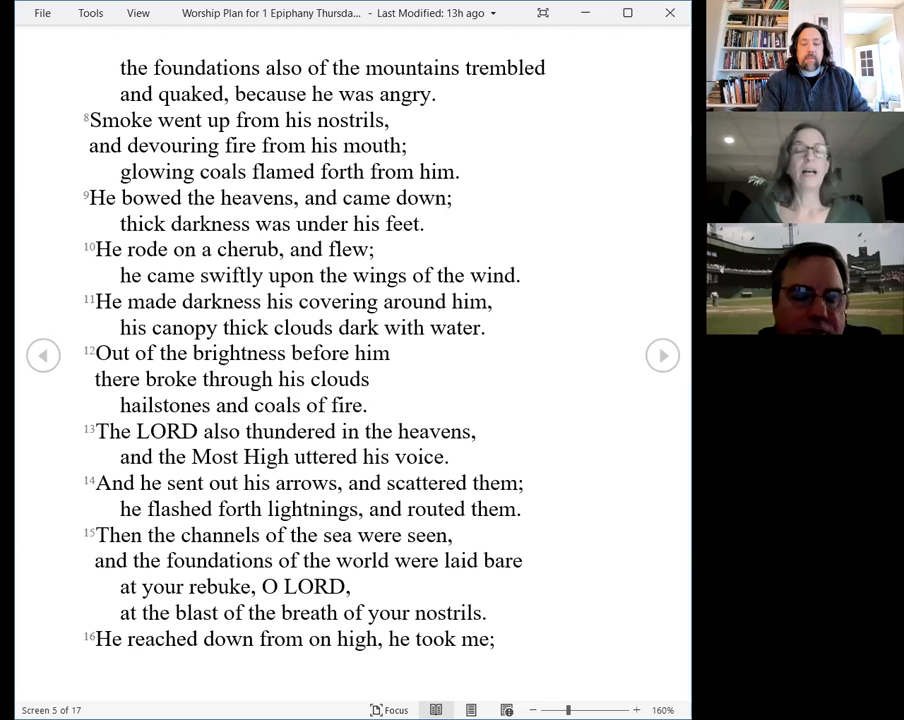 File Tools View Worship Plan for 1 Epiphany Thursda... - Last Modified: 13h ago
the foundations also of the mountains trembled
and quaked, because he was angry.
8Smoke went up from his nostrils,
and devouring fire from his mouth;
glowing coals flamed forth from him.
9He bowed the heavens, and came down;
thick darkness was under his feet.
10He rode on a cherub, and flew;
he came swiftly upon the wings of the wind.
11He made darkness his covering around him,
his canopy thick clouds dark with water.
12Out of the brightness before him
there broke through his clouds
hailstones and coals of fire.
13The LORD also thundered in the heavens,
and the Most High uttered his voice.
14And he sent out his arrows, and scattered them;
he flashed forth lightnings, and routed them.
15Then the channels of the sea were seen,
and the foundations of the world were laid bare
at your rebuke, O LORD,
at the blast of the breath of your nostrils.
16He reached down from on high, he took me;
Screen 5 of 17 Focus 160%